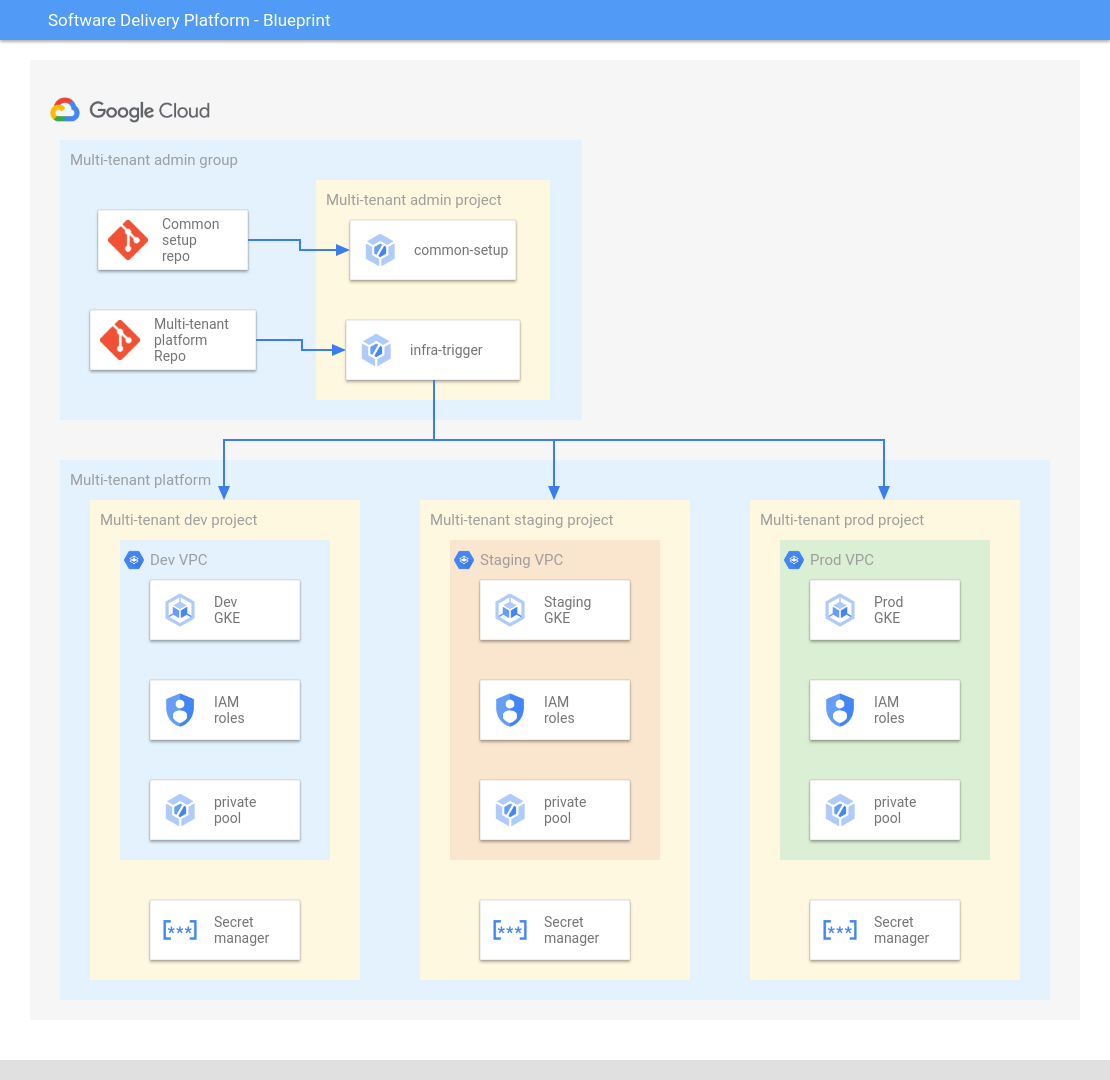 Software Delivery Platform - Blueprint
Google Cloud
Multi-tenant admin group
Multi-tenant admin project
Common
setup
repo
common-setup
Multi-tenant
platform
Repo
infra-trigger
Multi-tenant platform
Multi-tenant dev project
Dev VPC
Dev
GKE
IAM
roles
private
pool
[***]
Secret
manager
Multi-tenant staging project
Staging VPC
Staging
GKE
IAM
roles
private
pool
[***]
Secret
manager
Multi-tenant prod project
Prod VPC
Prod
GKE
IAM
roles
private
pool
[***]
Secret
manager